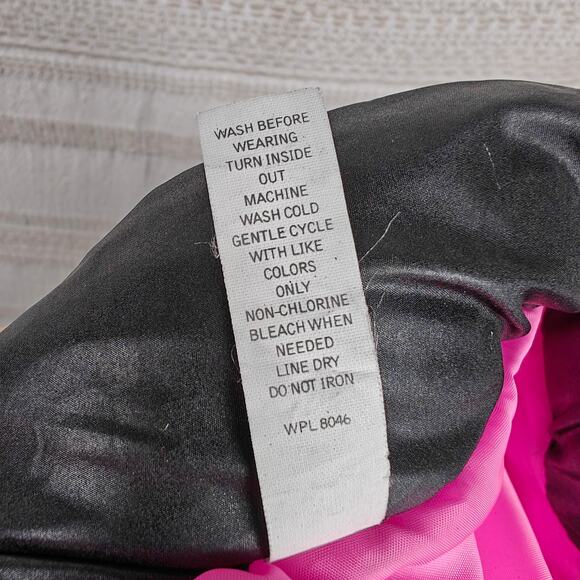 WASH BEFORE
WEARING
TURN INSIDE
OUT
MACHINE
WASH COLD
GENTLE CYCLE
WITH LIKE
COLORS
ONLY
NON-CHLORINE
BLEACH WHEN
NEEDED
LINE DRY
DO NOT IRON
WPL 8046